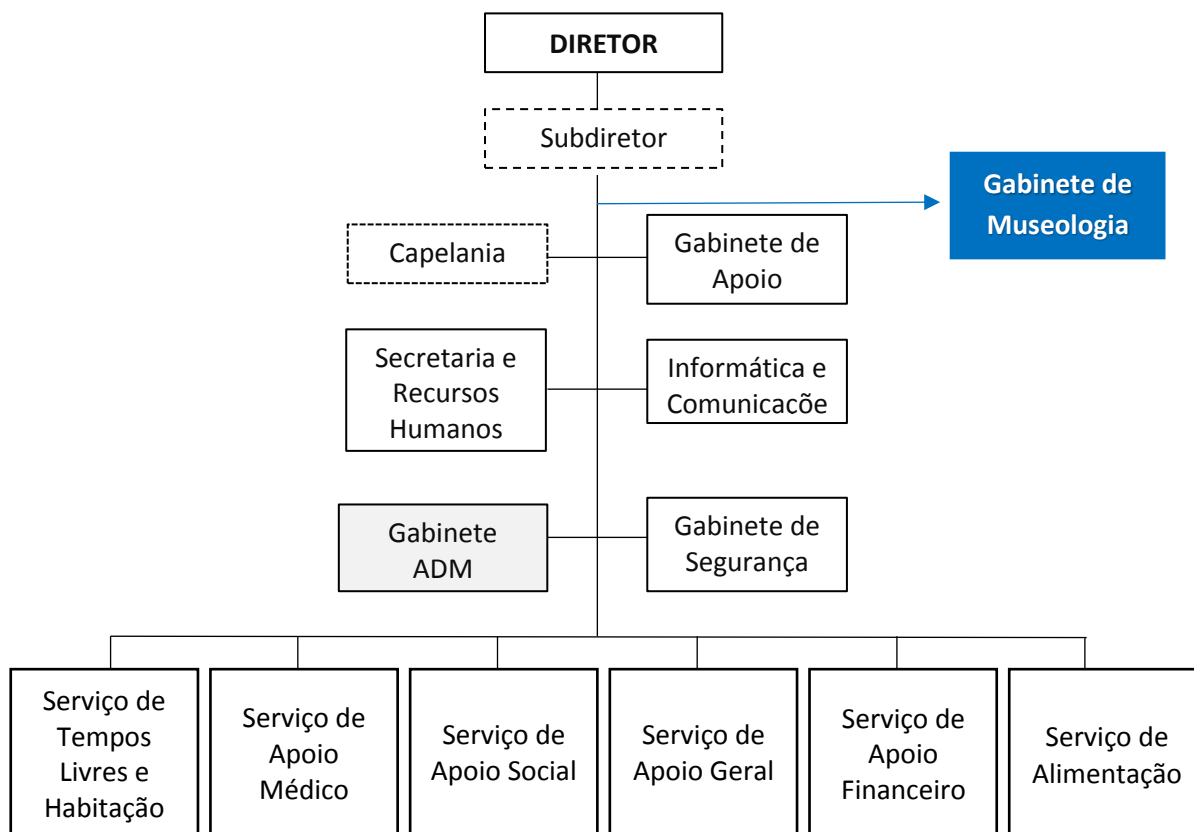 DIRETOR
Subdiretor
Gabinete de
Museologia
Capelania
Gabinete de
Apoio
Secretaria e
Recursos
Humanos
Informática e
Comunicaçõe
Gabinete
ADM
Gabinete de
Segurança
Serviço de
Tempos
Livres e
Habitação
Serviço de
Apoio
Médico
Serviço de
Apoio Social
Serviço de
Apoio Geral
Serviço de
Apoio
Financeiro
Serviço de
Alimentação